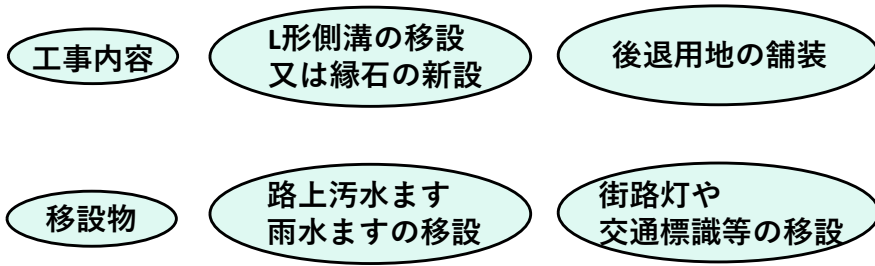 工事内容
L形側溝の移設
又は縁石の新設
後退用地の舗装
移設物
路上汚水ます
雨水ますの移設
街路灯や
交通標識等の移設